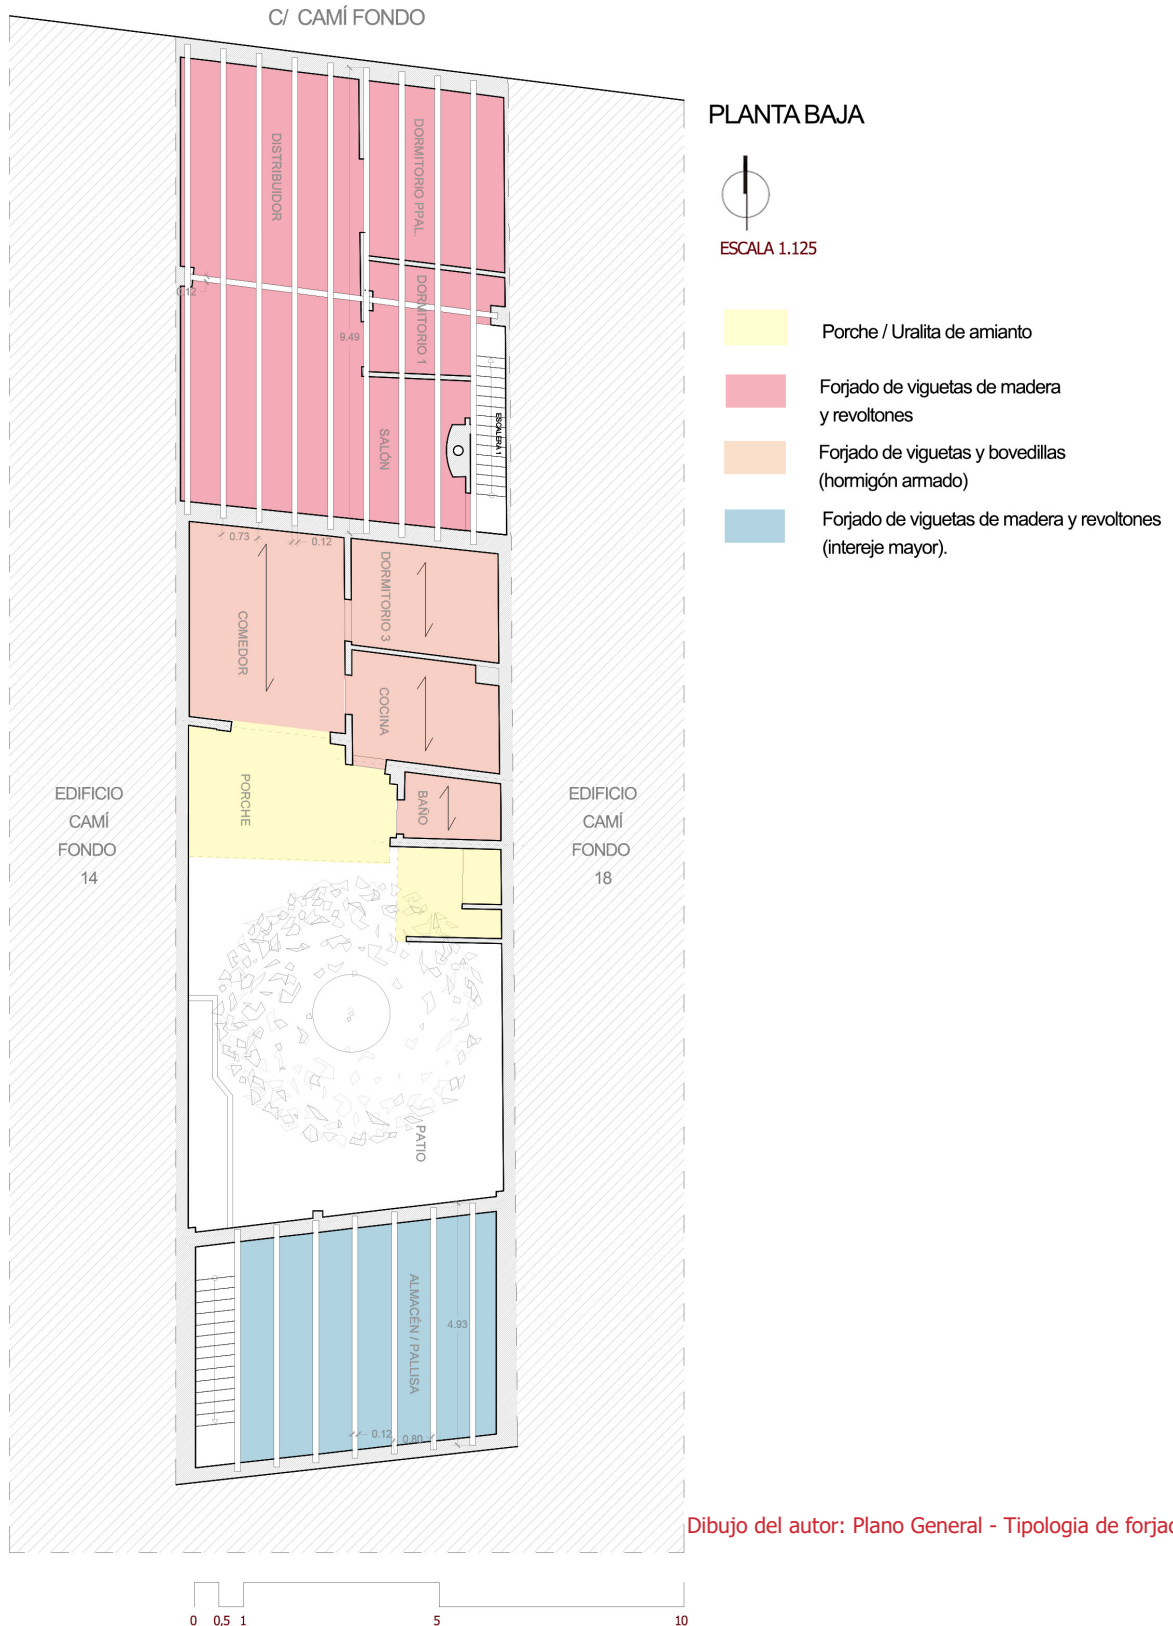 C/ CAMÍ FONDO
PLANTA BAJA
ESCALA 1.125
Porche / Uralita de amianto
Forjado de viguetas de madera
y revoltones
Forjado de viguetas y bovedillas
(hormigón armado)
Forjado de viguetas de madera y revoltones
(intereje mayor).
DISTRIBUIDOR
DORMITORIO PPAL.
0.12
DORMITORIO 1
9.49
ESCALERA 1
SALÓN
0.73
0.12
COMEDOR
DORMITORIO 3
COCINA
PORCHE
BAÑO
EDIFICIO
CAMÍ
FONDO
14
EDIFICIO
CAMÍ
FONDO
18
PATIO
ALMACÉN / PALLISA
4.93
0.12
0.80
Dibujo del autor: Plano General - Tipologia de forjad
0
0,5
1
5
10